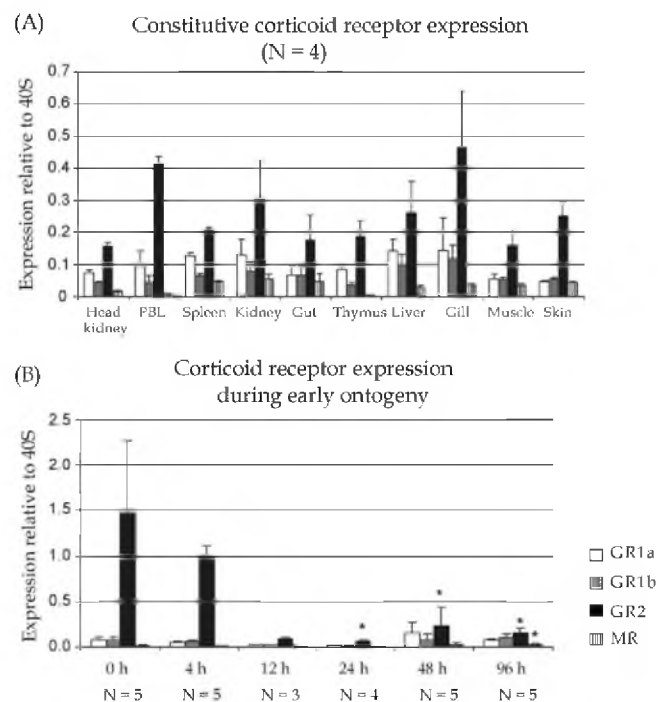 (A)
Constitutive corticoid receptor expression
(N = 4)
Expression relative to 40S
0.7
0.6
0.5
0.4
0.3
0.2
0.1
0
Head kidney
PBL
Spleen
Kidney
Gut
Thymus
Liver
Gill
Muscle
Skin
(B)
Corticoid receptor expression
during early ontogeny
Expression relative to 40S
2.5
2.0
1.5
1.0
0.5
0.0
*
*
*
*
0 h
4 h
12 h
24 h
48 h
96 h
N = 5
N = 5
N = 3
N = 4
N = 5
N = 5
GR1a
GR1b
GR2
MR